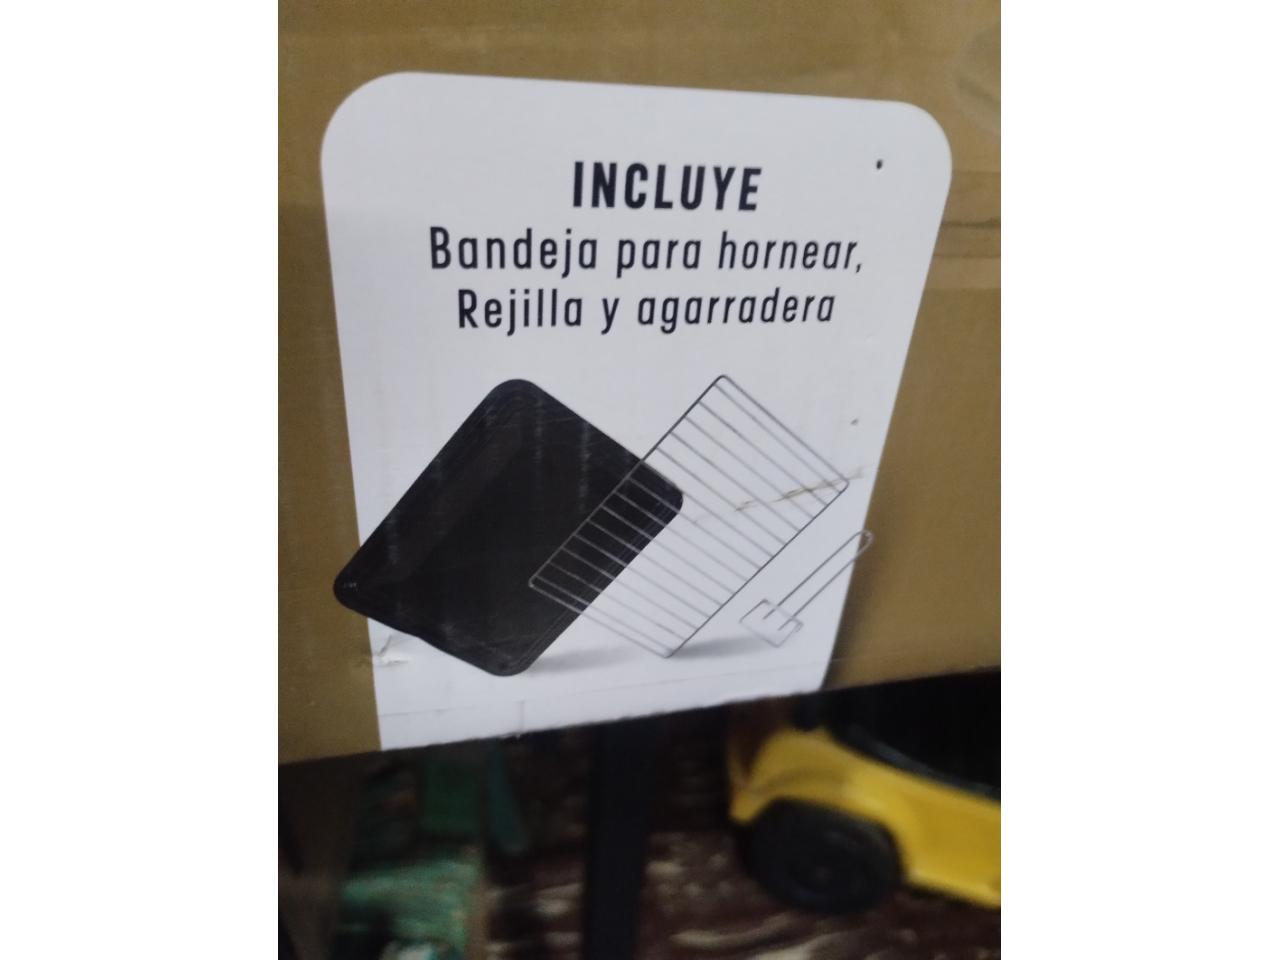 INCLUYE
Bandeja para hornear,
Rejilla y agarradera